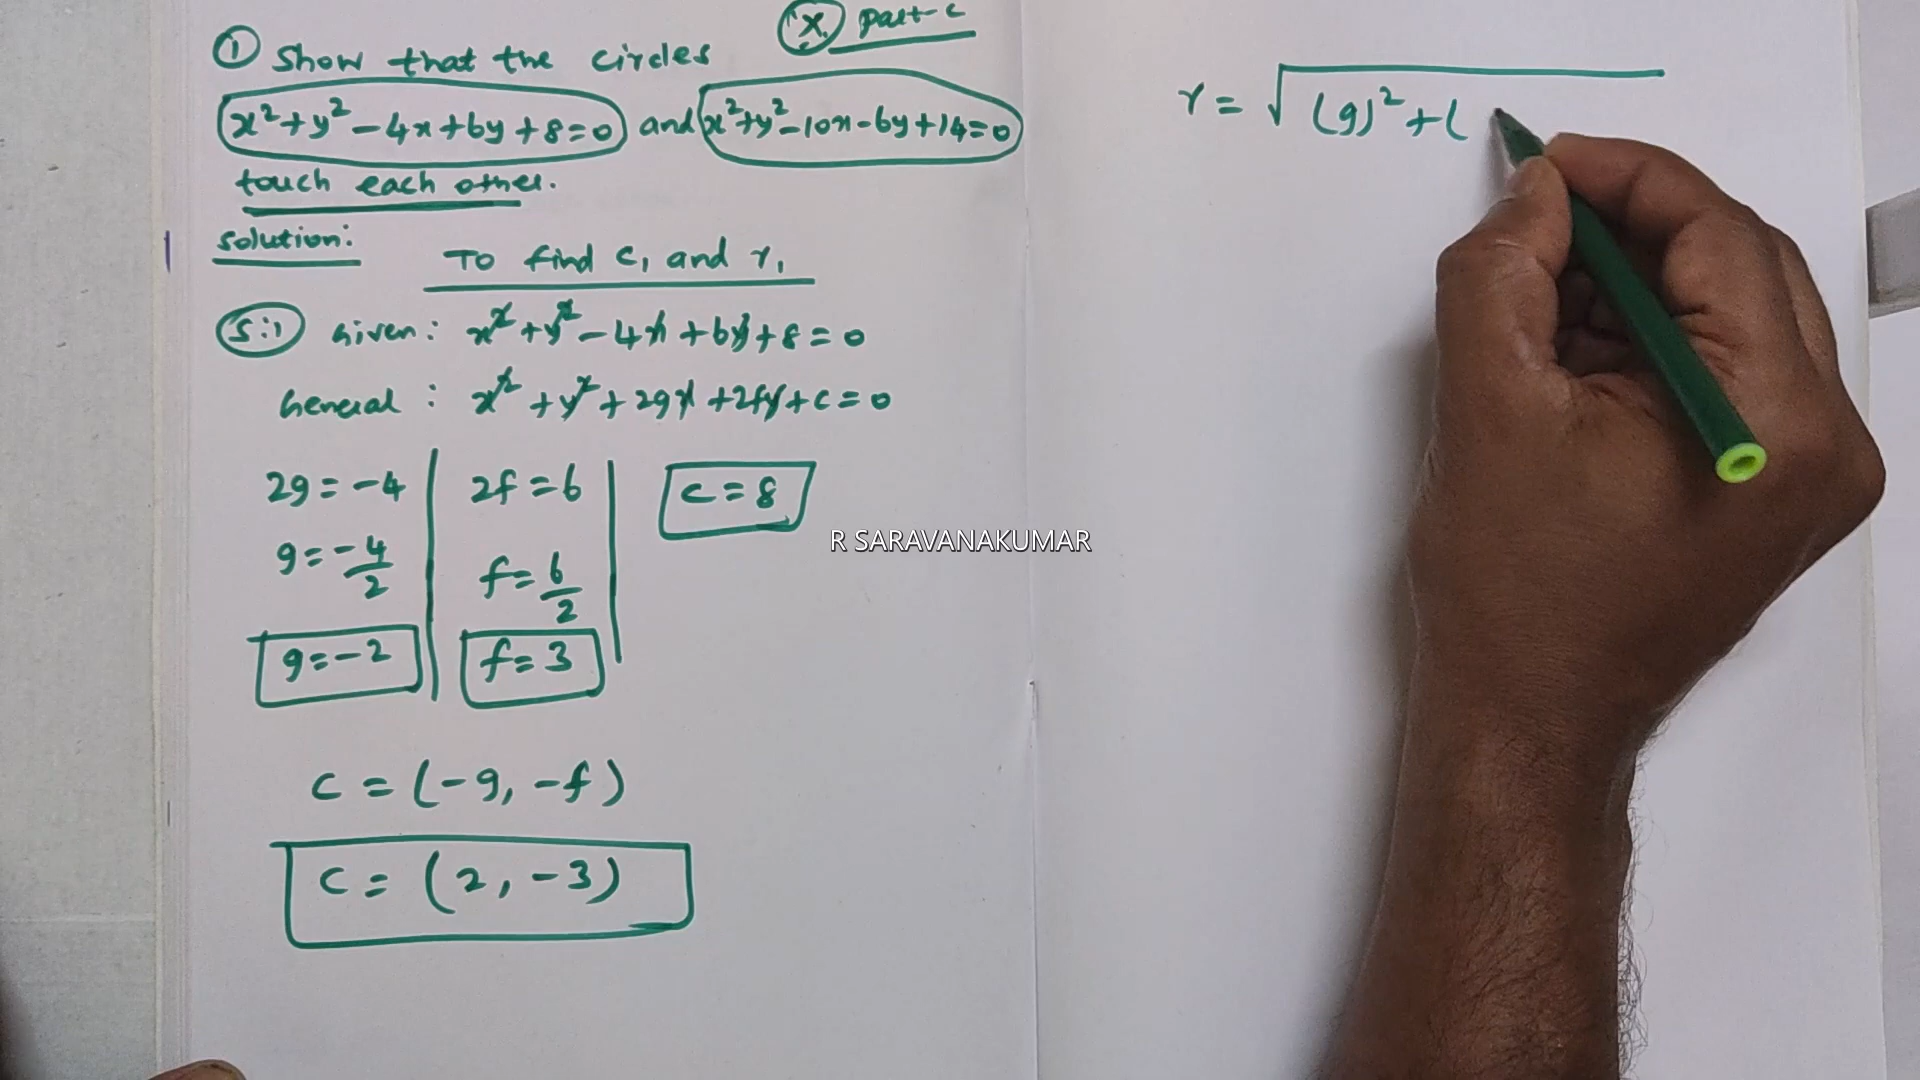 ① Show that the circles
x²+y²-4x+6y+8=0 and x²+y²-10x-6y+14=0
touch each other.
Solution:
To find c₁ and r₁
S:1 Given: x²+y²-4x+6y+8=0
General: x²+y²+2gx+2fy+c=0
2g=-4 | 2f=6 | c=8
g=-4/2 | f=6/2
g=-2 | f=3
c=(-g, -f)
c=(2, -3)
X. Part-C
r=√(g)²+(
R SARAVANAKUMAR